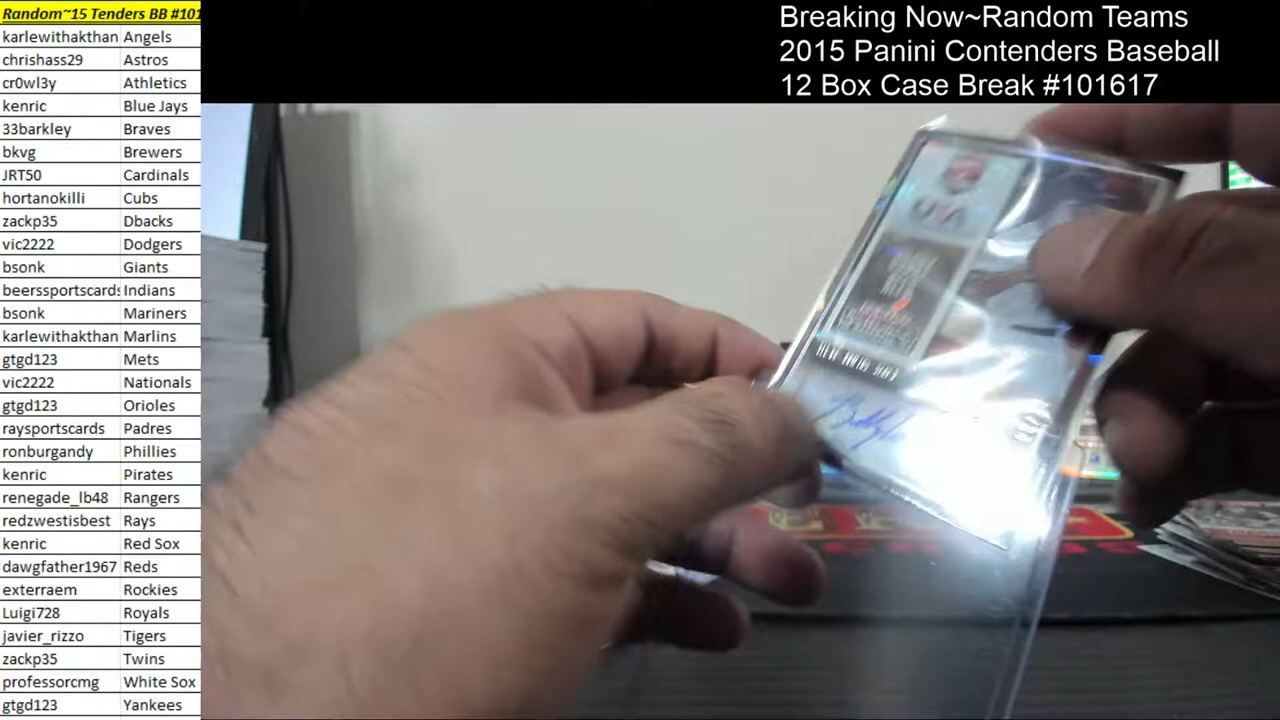 Random~15 Tenders BB #101
karlewithakthan Angels
chrishass29 Astros
cr0wl3y Athletics
kenric Blue Jays
33barkley Braves
bkvg Brewers
JRT50 Cardinals
hortanokilli Cubs
zackp35 Dbacks
vic2222 Dodgers
bsonk Giants
beerssportscards Indians
bsonk Mariners
karlewithakthan Marlins
gtgd123 Mets
vic2222 Nationals
gtgd123 Orioles
raysportscards Padres
ronburgandy Phillies
kenric Pirates
renegade_lb48 Rangers
redzwestisbest Rays
kenric Red Sox
dawgfather1967 Reds
exterraem Rockies
Luigi728 Royals
javier_rizzo Tigers
zackp35 Twins
professorcmg White Sox
gtgd123 Yankees
Breaking Now~Random Teams
2015 Panini Contenders Baseball
12 Box Case Break #101617
USA